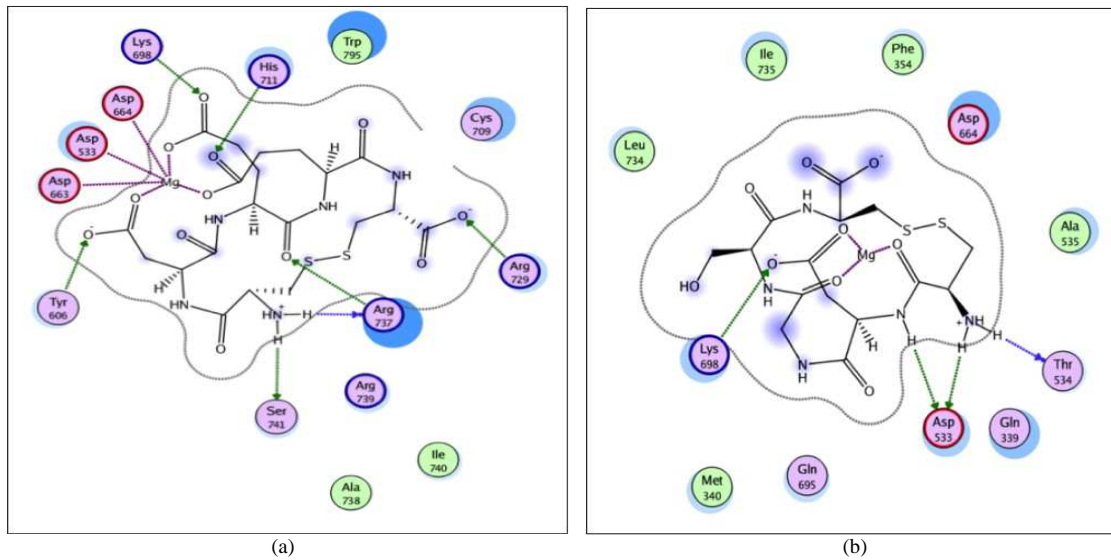 Lys
698
His
711
Trp
795
Asp
664
Cys
709
Asp
533
Asp
663
Tyr
606
Arg
729
Arg
737
Arg
739
Ser
741
Ile
740
Ala
738
O
O
O
O
Mg
O
O
O
O⁻
O
NH
O
NH
O
HN
O
NH
O
O
O⁻
S
S
HN
H
H
H
H
H
H
+
(a)
Ile
735
Phe
354
Leu
734
Asp
664
Ala
535
Lys
698
Thr
534
Asp
533
Gln
339
Gln
695
Met
340
O
O⁻
O
H
N
S
S
O
O
Mg
O⁻
O
HO
N
H
O
N
H
H
NH
+
H
H
N
H
O
(b)